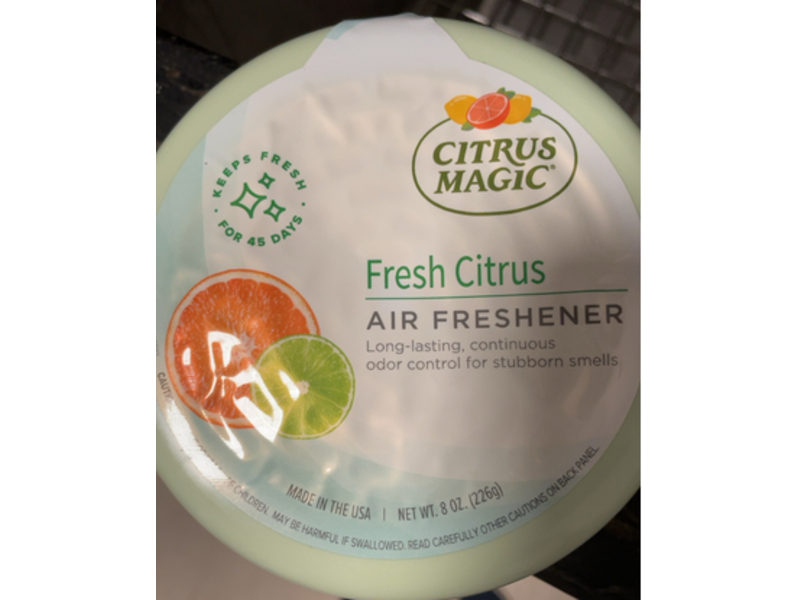 CITRUS
MAGIC®
KEEPS FRESH
FOR 45 DAYS
Fresh Citrus
AIR FRESHENER
Long-lasting, continuous
odor control for stubborn smells
MADE IN THE USA | NET WT. 8 OZ. (226g)
OF CHILDREN. MAY BE HARMFUL IF SWALLOWED. READ CAREFULLY OTHER CAUTIONS ON BACK PANEL